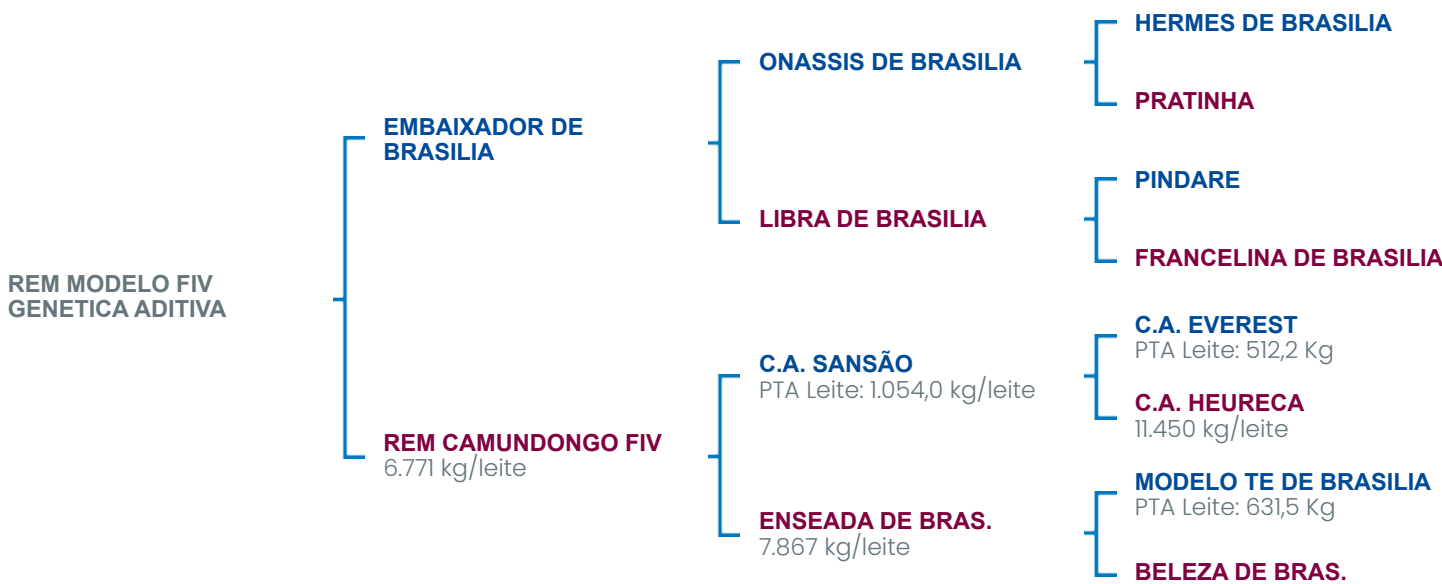 REM MODELO FIV
GENETICA ADITIVA
EMBAIXADOR DE
BRASILIA
REM CAMUNDONGO FIV
6.771 kg/leite
ONASSIS DE BRASILIA
LIBRA DE BRASILIA
C.A. SANSÃO
PTA Leite: 1.054,0 kg/leite
ENSEADA DE BRAS.
7.867 kg/leite
HERMES DE BRASILIA
PRATINHA
PINDARE
FRANCELINA DE BRASILIA
C.A. EVEREST
PTA Leite: 512,2 Kg
C.A. HEURECA
11.450 kg/leite
MODELO TE DE BRASILIA
PTA Leite: 631,5 Kg
BELEZA DE BRAS.